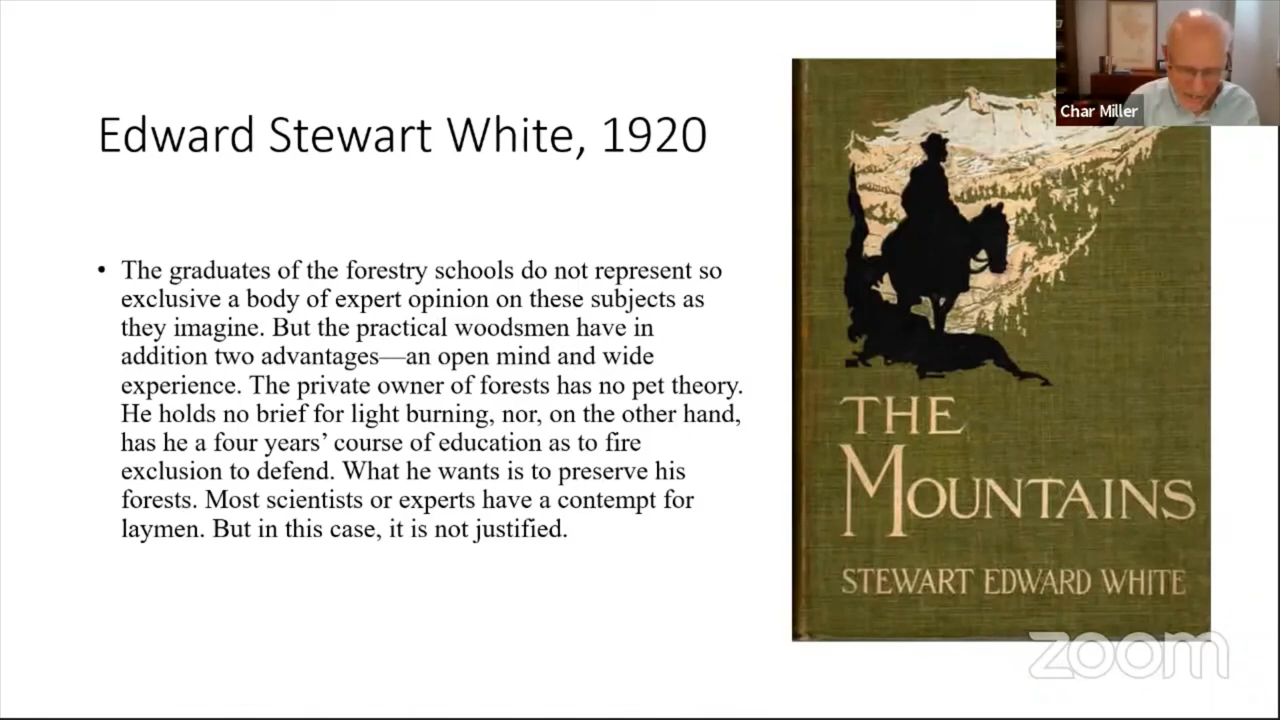 Edward Stewart White, 1920
• The graduates of the forestry schools do not represent so
exclusive a body of expert opinion on these subjects as
they imagine. But the practical woodsmen have in
addition two advantages—an open mind and wide
experience. The private owner of forests has no pet theory.
He holds no brief for light burning, nor, on the other hand,
has he a four years’ course of education as to fire
exclusion to defend. What he wants is to preserve his
forests. Most scientists or experts have a contempt for
laymen. But in this case, it is not justified.
Char Miller
THE
MOUNTAINS
STEWART EDWARD WHITE
zoom